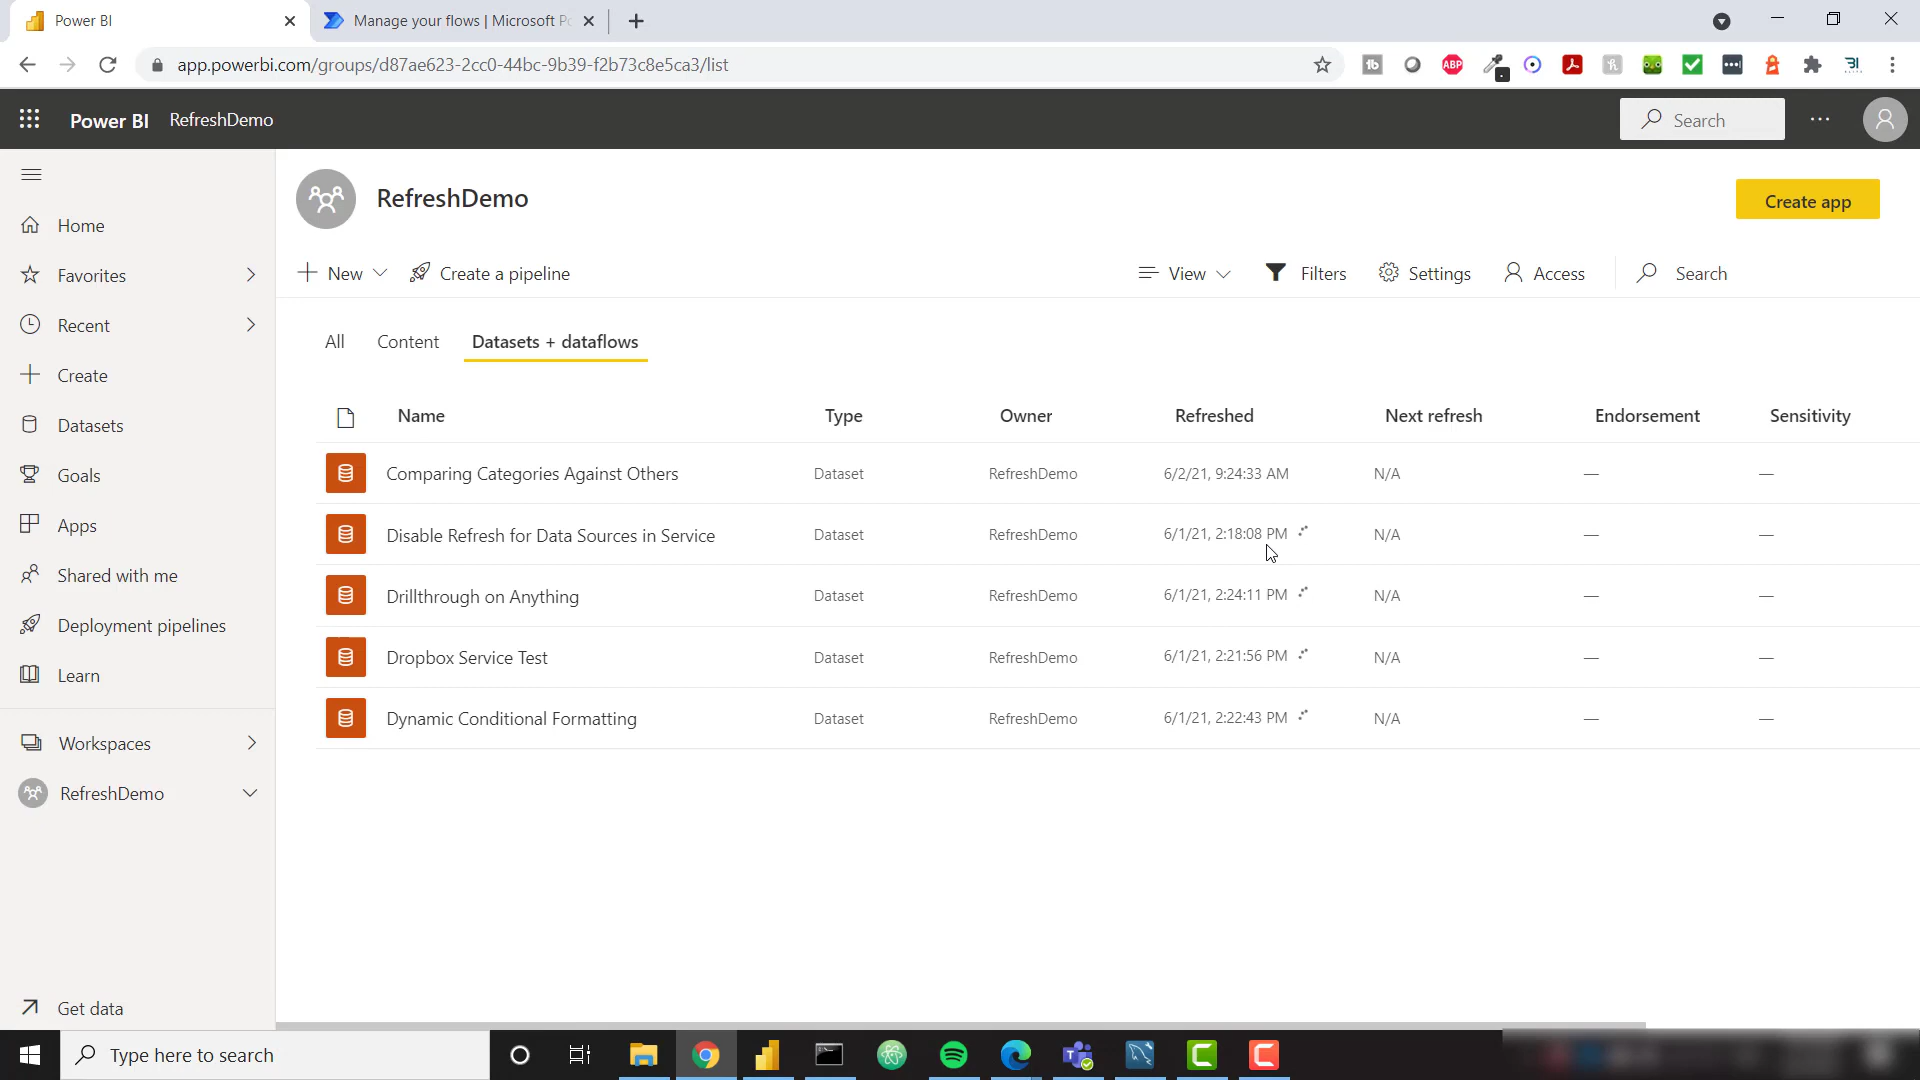 Power BI
Manage your flows | Microsoft Po
app.powerbi.com/groups/d87ae623-2cc0-44bc-9b39-f2b73c8e5ca3/list
Power BI RefreshDemo
Search
RefreshDemo
Create app
New
Create a pipeline
View
Filters
Settings
Access
Search
Home
Favorites
Recent
Create
Datasets
Goals
Apps
Shared with me
Deployment pipelines
Learn
Workspaces
RefreshDemo
Get data
All Content Datasets + dataflows
Name Type Owner Refreshed Next refresh Endorsement Sensitivity
Comparing Categories Against Others Dataset RefreshDemo 6/2/21, 9:24:33 AM N/A — —
Disable Refresh for Data Sources in Service Dataset RefreshDemo 6/1/21, 2:18:08 PM N/A — —
Drillthrough on Anything Dataset RefreshDemo 6/1/21, 2:24:11 PM N/A — —
Dropbox Service Test Dataset RefreshDemo 6/1/21, 2:21:56 PM N/A — —
Dynamic Conditional Formatting Dataset RefreshDemo 6/1/21, 2:22:43 PM N/A — —
Type here to search